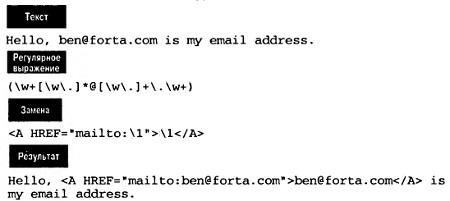 Текст
Hello, ben@forta.com is my email address.
Регулярное
выражение
(\w+[\w\.]*@[\w\.]+\.\w+)
Замена
<A HREF="mailto:\1">\1</A>
Результат
Hello, <A HREF="mailto:ben@forta.com">ben@forta.com</A> is
my email address.